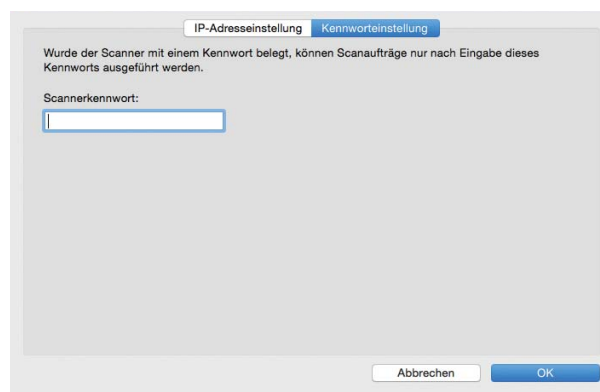 IP-Adresseinstellung Kennworteinstellung
Wurde der Scanner mit einem Kennwort belegt, können Scanaufträge nur nach Eingabe dieses
Kennworts ausgeführt werden.
Scannerkennwort:
Abbrechen OK